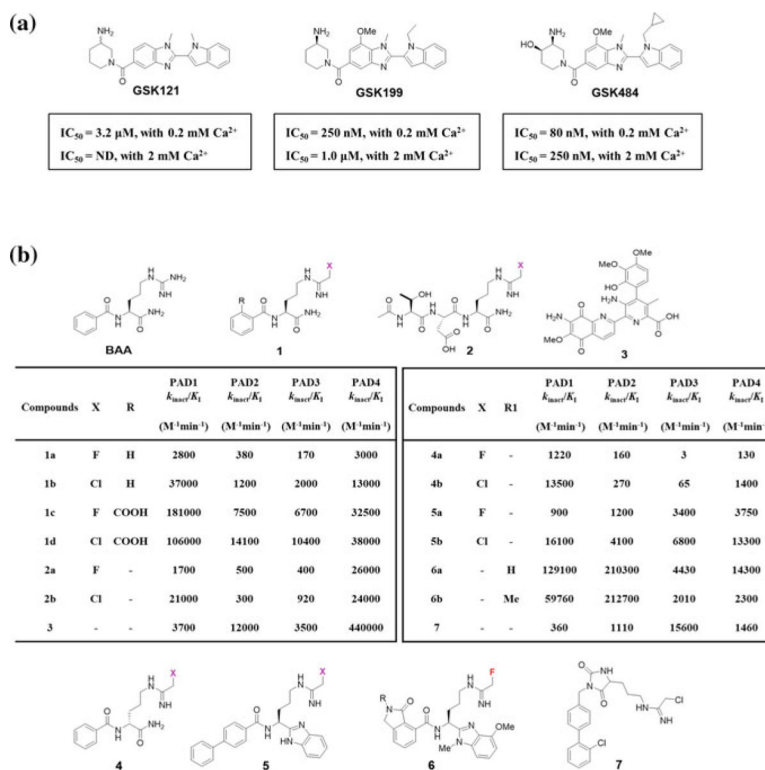 (a)
GSK121
GSK199
GSK484
IC50 = 3.2 μM, with 0.2 mM Ca2+
IC50 = ND, with 2 mM Ca2+
IC50 = 250 nM, with 0.2 mM Ca2+
IC50 = 1.0 μM, with 2 mM Ca2+
IC50 = 80 nM, with 0.2 mM Ca2+
IC50 = 250 nM, with 2 mM Ca2+
(b)
BAA
1
2
3
Compounds X R PAD1 kinact/KI (M-1min-1) PAD2 kinact/KI (M-1min-1) PAD3 kinact/KI (M-1min-1) PAD4 kinact/KI (M-1min-1)
1a F H 2800 380 170 3000
1b Cl H 37000 1200 2000 13000
1c F COOH 181000 7500 6700 32500
1d Cl COOH 106000 14100 10400 38000
2a F - 1700 500 400 26000
2b Cl - 21000 300 920 24000
3 - - 3700 12000 3500 440000
Compounds X R1 PAD1 kinact/KI (M-1min-1) PAD2 kinact/KI (M-1min-1) PAD3 kinact/KI (M-1min-1) PAD4 kinact/KI (M-1min-1)
4a F - 1220 160 3 130
4b Cl - 13500 270 65 1400
5a F - 900 1200 3400 3750
5b Cl - 16100 4100 6800 13300
6a - H 129100 210300 4430 14300
6b - Me 59760 212700 2010 2300
7 - - 360 1110 15600 1460
4
5
6
7